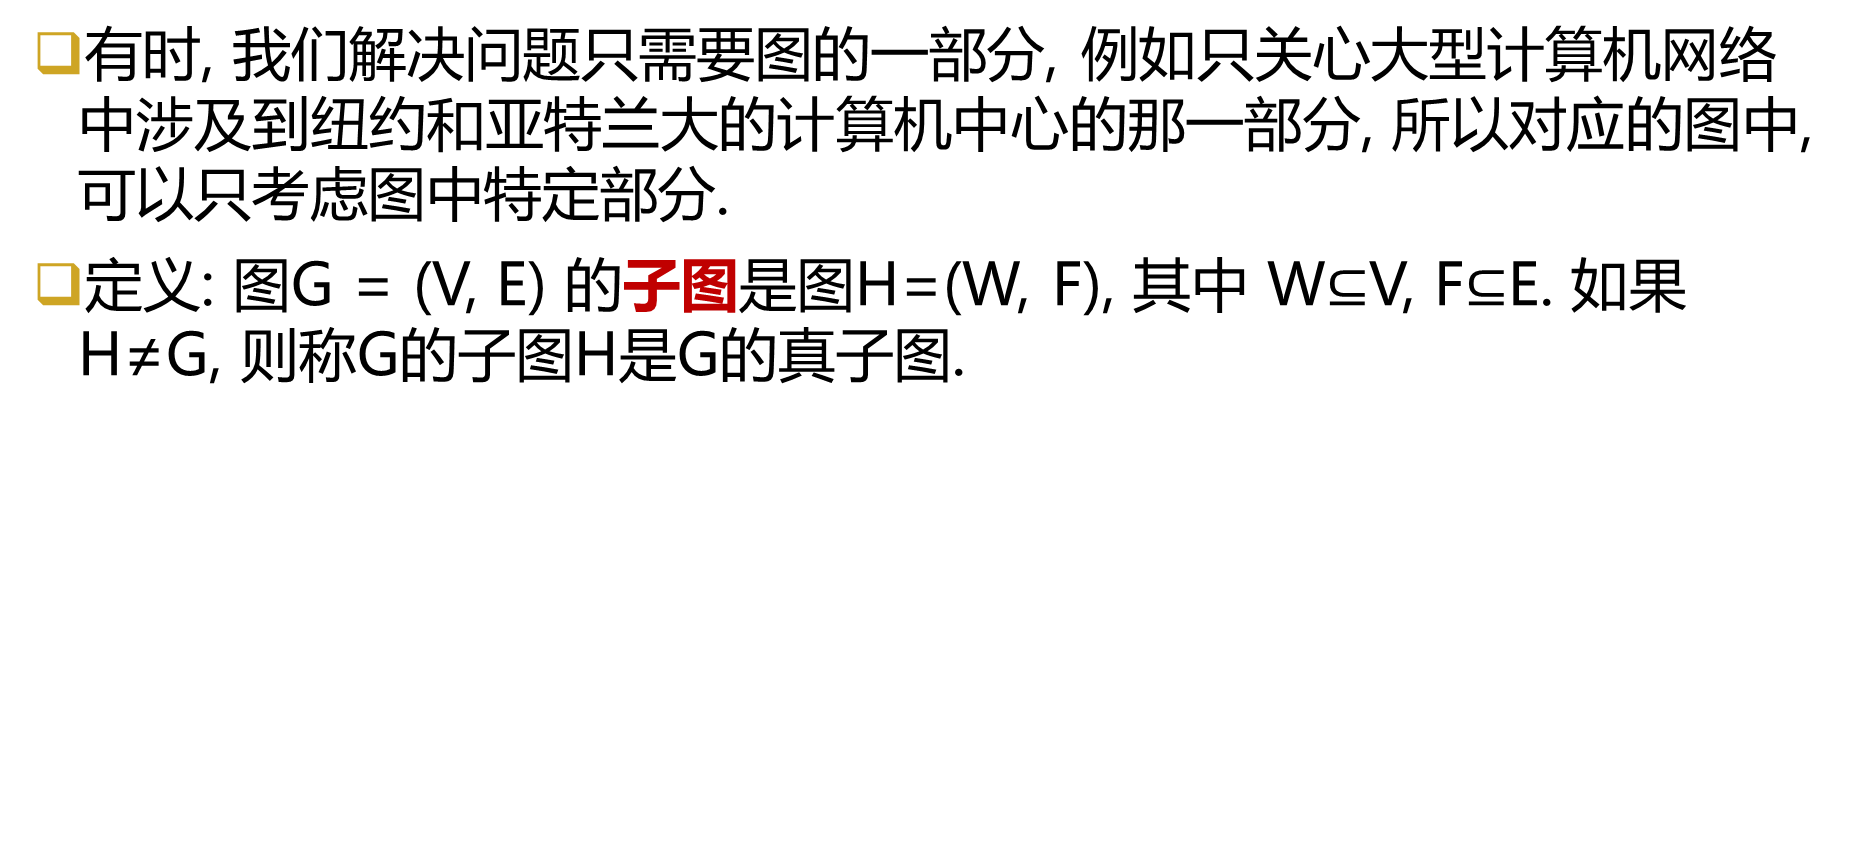 ❑有时, 我们解决问题只需要图的一部分, 例如只关心大型计算机网络
中涉及到纽约和亚特兰大的计算机中心的那一部分, 所以对应的图中,
可以只考虑图中特定部分.
❑定义: 图G = (V, E) 的子图是图H=(W, F), 其中 W⊆V, F⊆E. 如果
H≠G, 则称G的子图H是G的真子图.